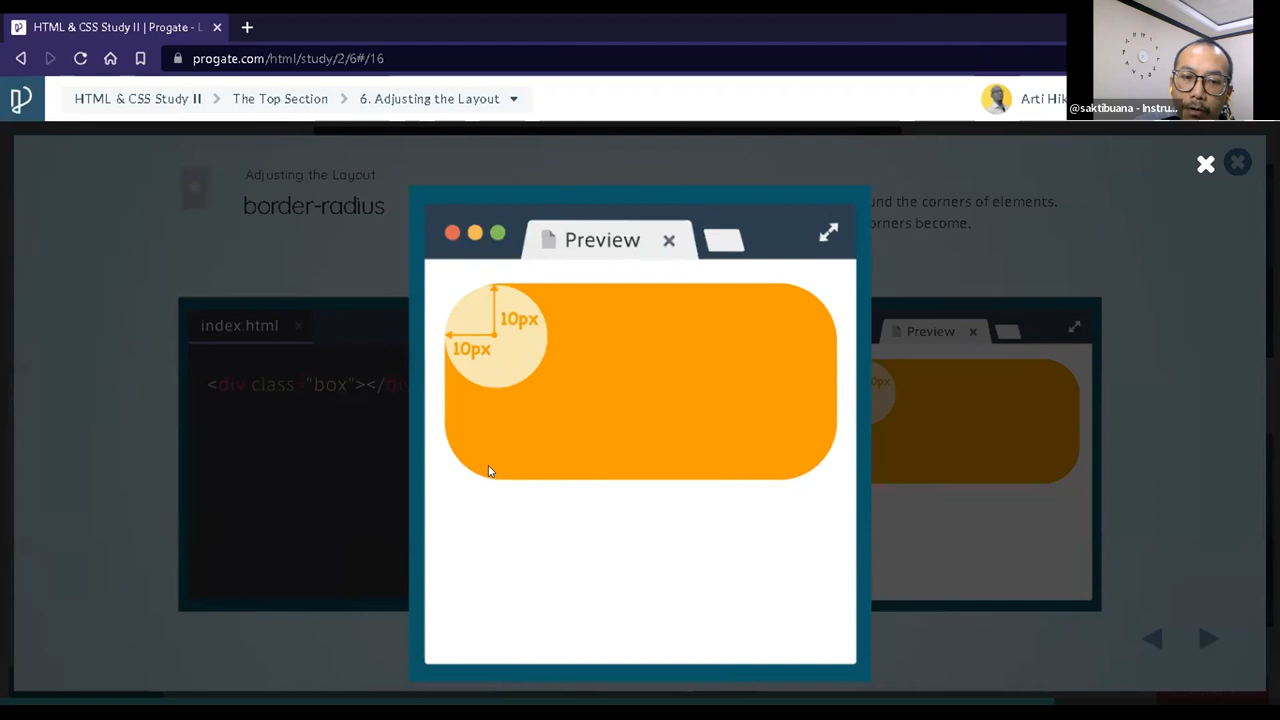 HTML & CSS Study II | Progate - L
progate.com/html/study/2/6#/16
HTML & CSS Study II
The Top Section
6. Adjusting the Layout
Arti Hik
@saktibuana - Instru...
Adjusting the Layout
border-radius
und the corners of elements.
orners become.
Preview
10px
10px
index.html
<div class="box"></div
Preview
0px